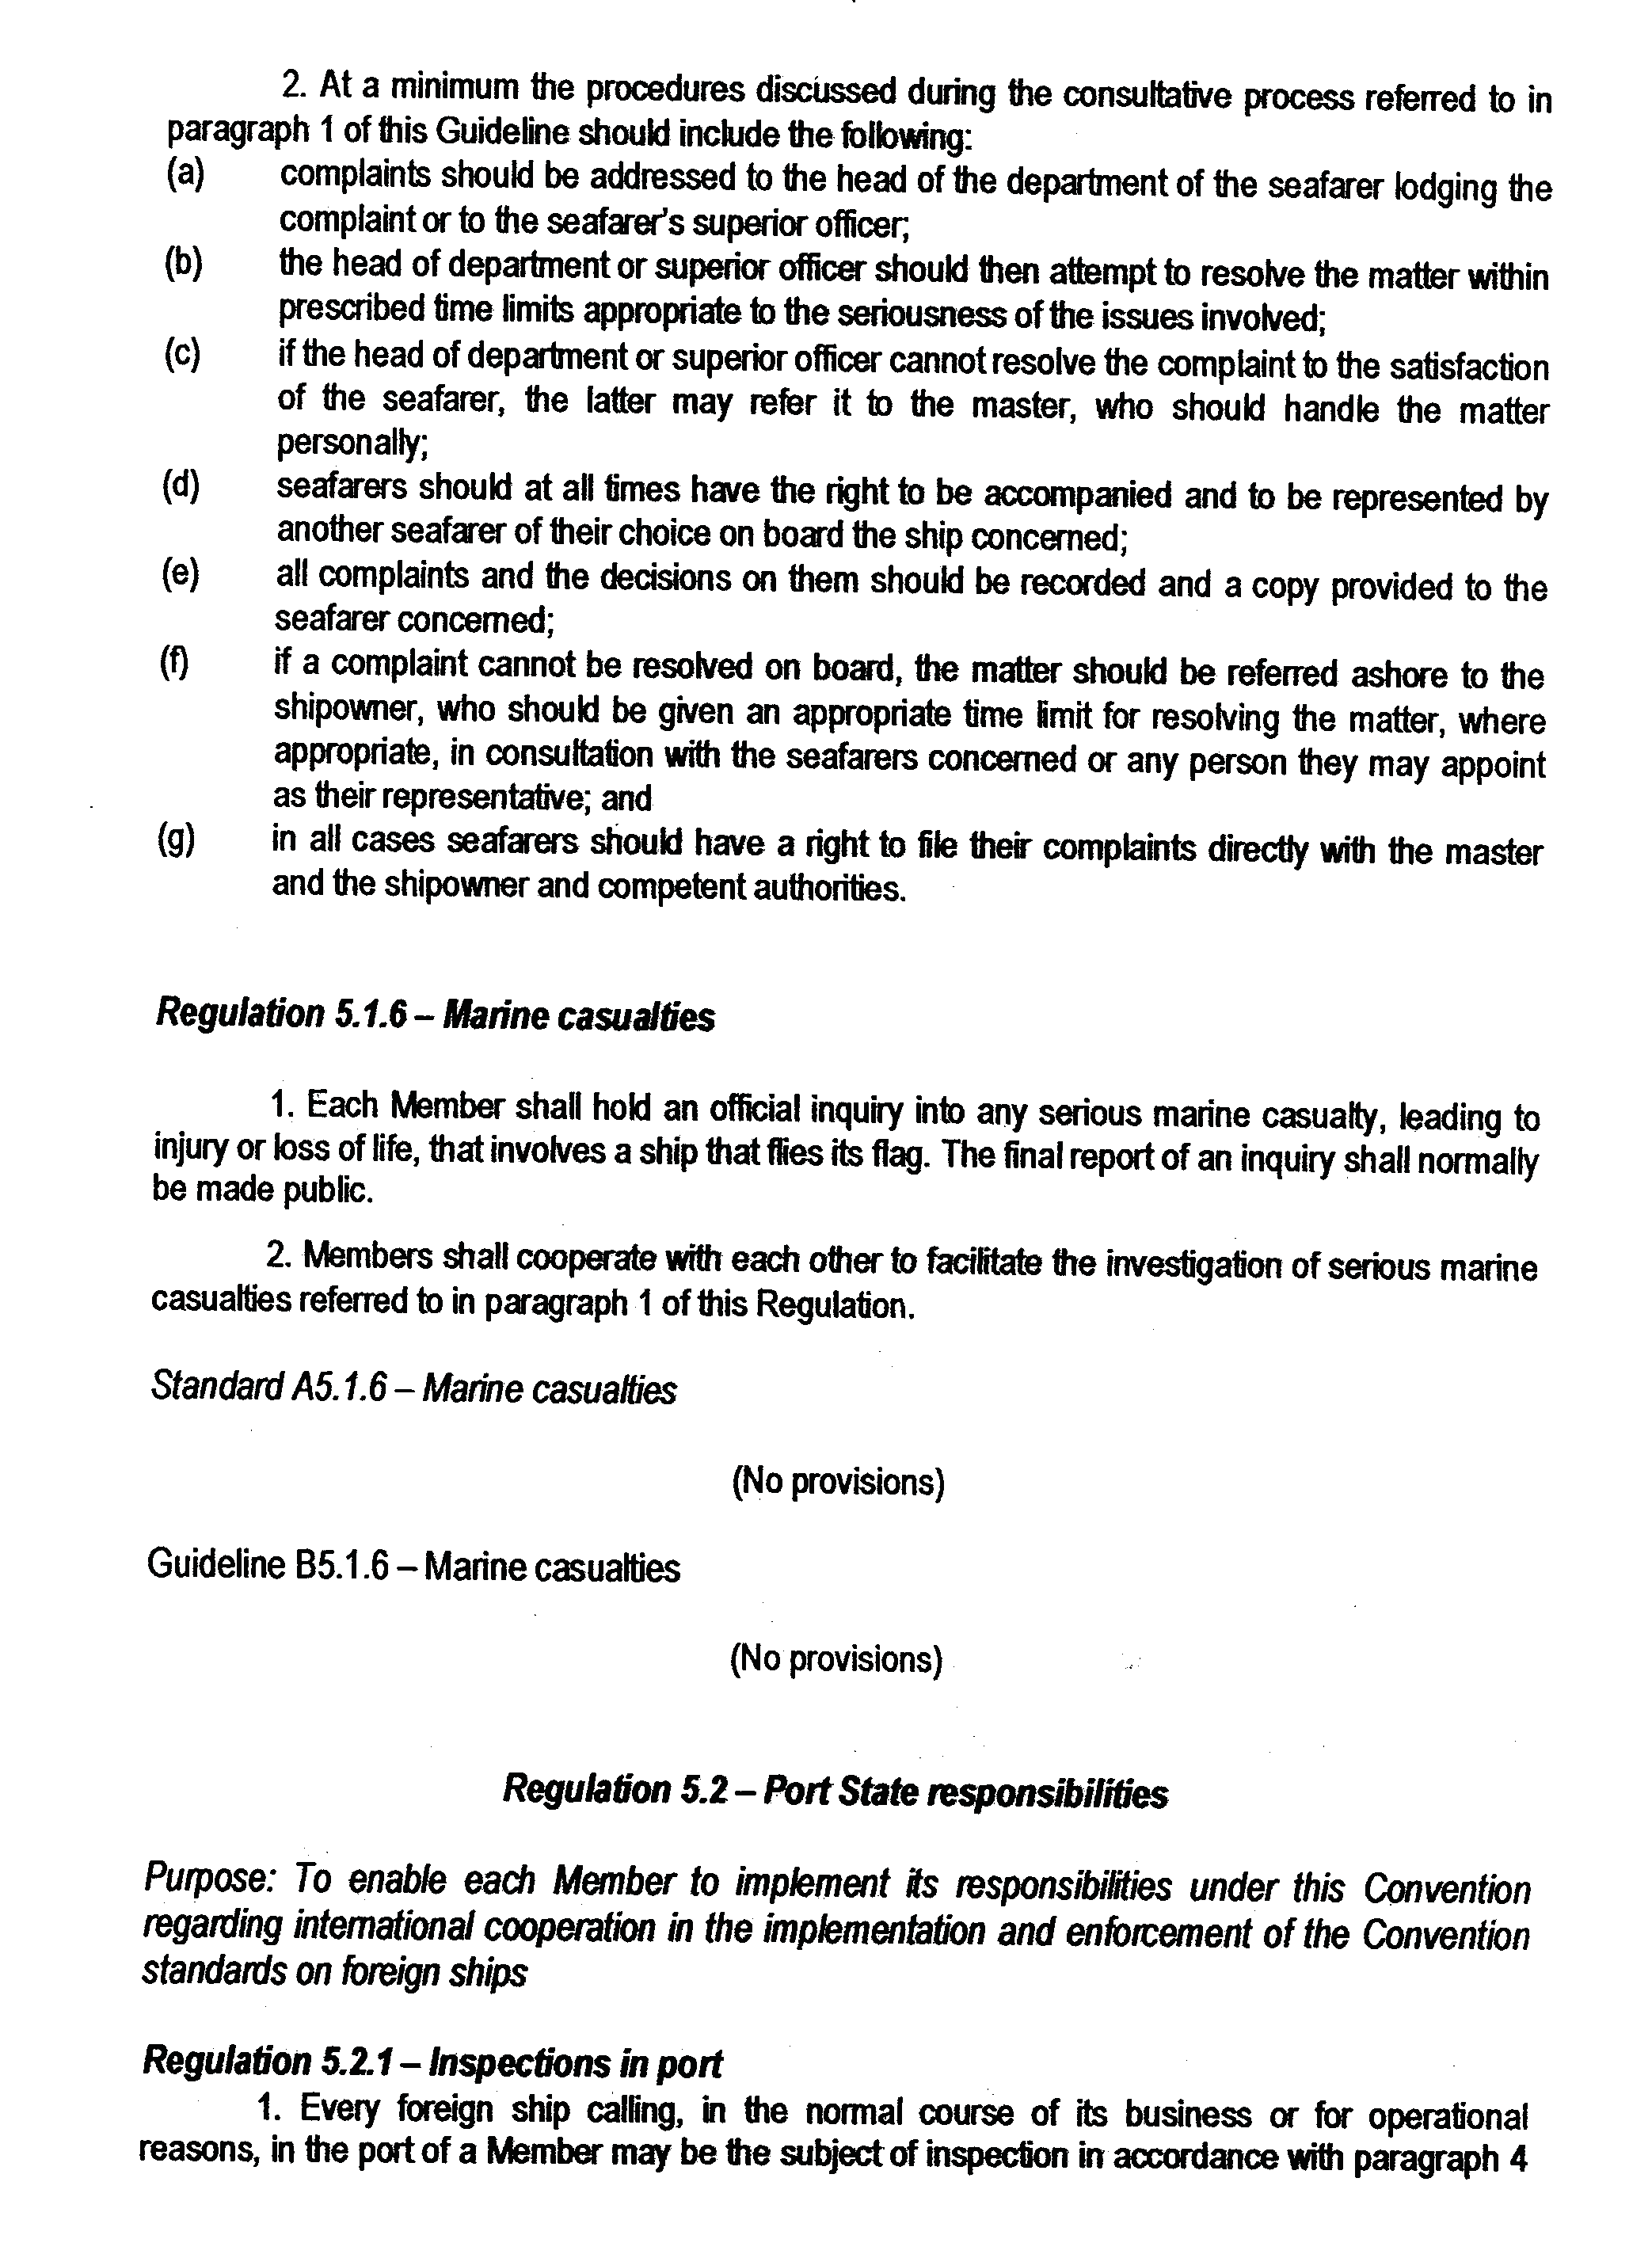 2. At a minimum the procedures discussed during the consultative process referred to in
paragraph 1 of this Guideline should include the following:
(a) complaints should be addressed to the head of the department of the seafarer lodging the
complaint or to the seafarer's superior officer;
(b) the head of department or superior officer should then attempt to resolve the matter within
prescribed time limits appropriate to the seriousness of the issues involved;
(c) if the head of department or superior officer cannot resolve the complaint to the satisfaction
of the seafarer, the latter may refer it to the master, who should handle the matter
personally;
(d) seafarers should at all times have the right to be accompanied and to be represented by
another seafarer of their choice on board the ship concerned;
(e) all complaints and the decisions on them should be recorded and a copy provided to the
seafarer concerned;
(f) if a complaint cannot be resolved on board, the matter should be referred ashore to the
shipowner, who should be given an appropriate time limit for resolving the matter, where
appropriate, in consultation with the seafarers concerned or any person they may appoint
as their representative; and
(g) in all cases seafarers should have a right to file their complaints directly with the master
and the shipowner and competent authorities.
Regulation 5.1.6 – Marine casualties
1. Each Member shall hold an official inquiry into any serious marine casualty, leading to
injury or loss of life, that involves a ship that flies its flag. The final report of an inquiry shall normally
be made public.
2. Members shall cooperate with each other to facilitate the investigation of serious marine
casualties referred to in paragraph 1 of this Regulation.
Standard A5.1.6 – Marine casualties
(No provisions)
Guideline B5.1.6 – Marine casualties
(No provisions)
Regulation 5.2 – Port State responsibilities
Purpose: To enable each Member to implement its responsibilities under this Convention
regarding international cooperation in the implementation and enforcement of the Convention
standards on foreign ships
Regulation 5.2.1 – Inspections in port
1. Every foreign ship calling, in the normal course of its business or for operational
reasons, in the port of a Member may be the subject of inspection in accordance with paragraph 4